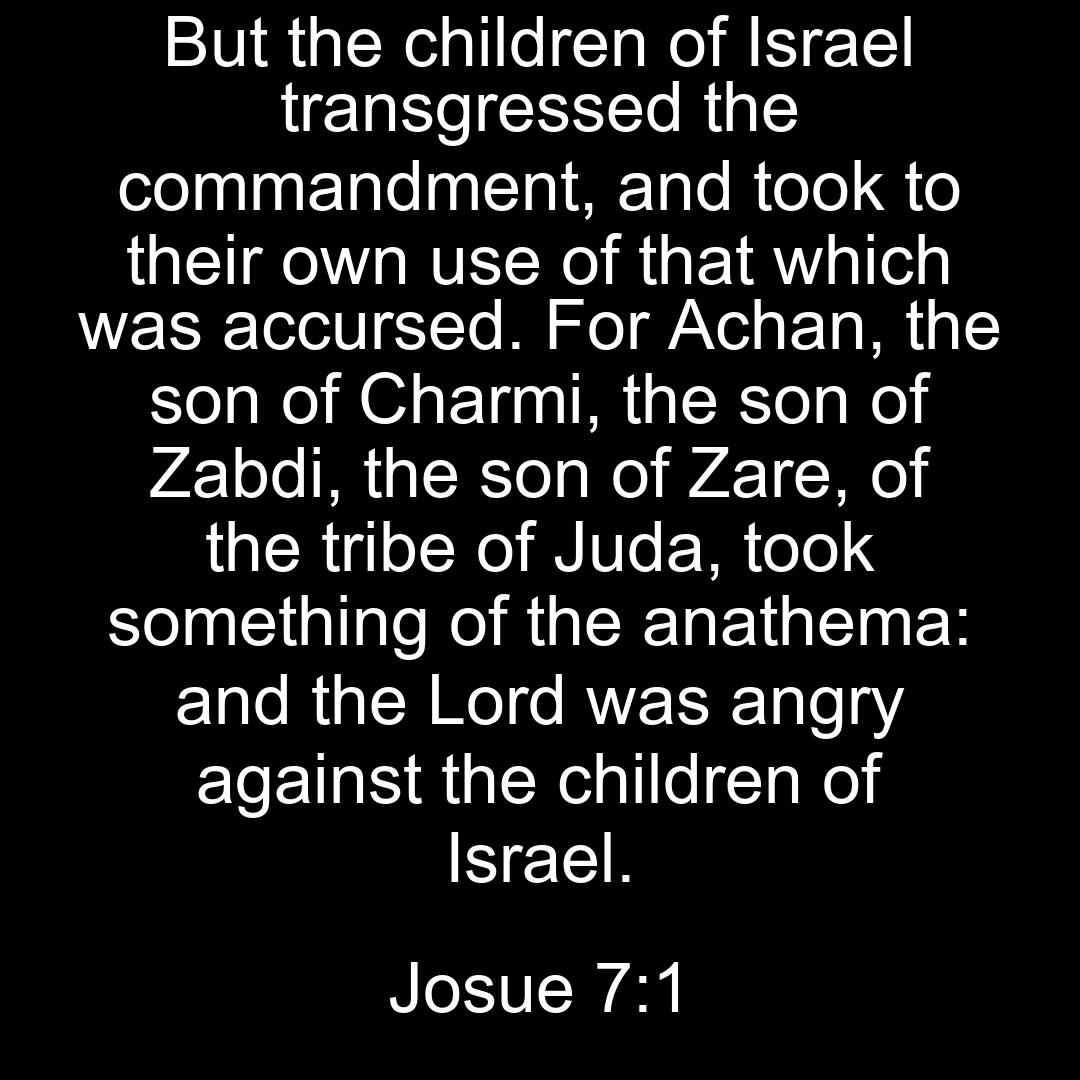 But the children of Israel
transgressed the
commandment, and took to
their own use of that which
was accursed. For Achan, the
son of Charmi, the son of
Zabdi, the son of Zare, of
the tribe of Juda, took
something of the anathema:
and the Lord was angry
against the children of
Israel.
Josue 7:1